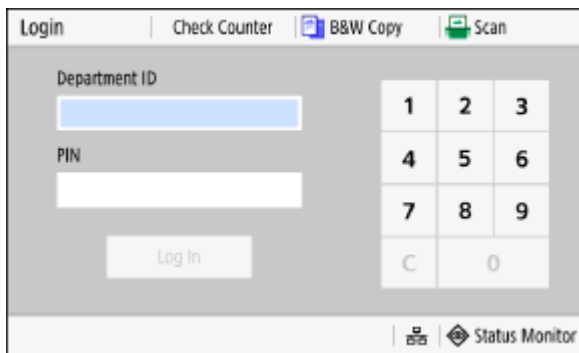 Login Check Counter B&W Copy Scan
Department ID
PIN
Log In
1 2 3
4 5 6
7 8 9
C 0
Status Monitor